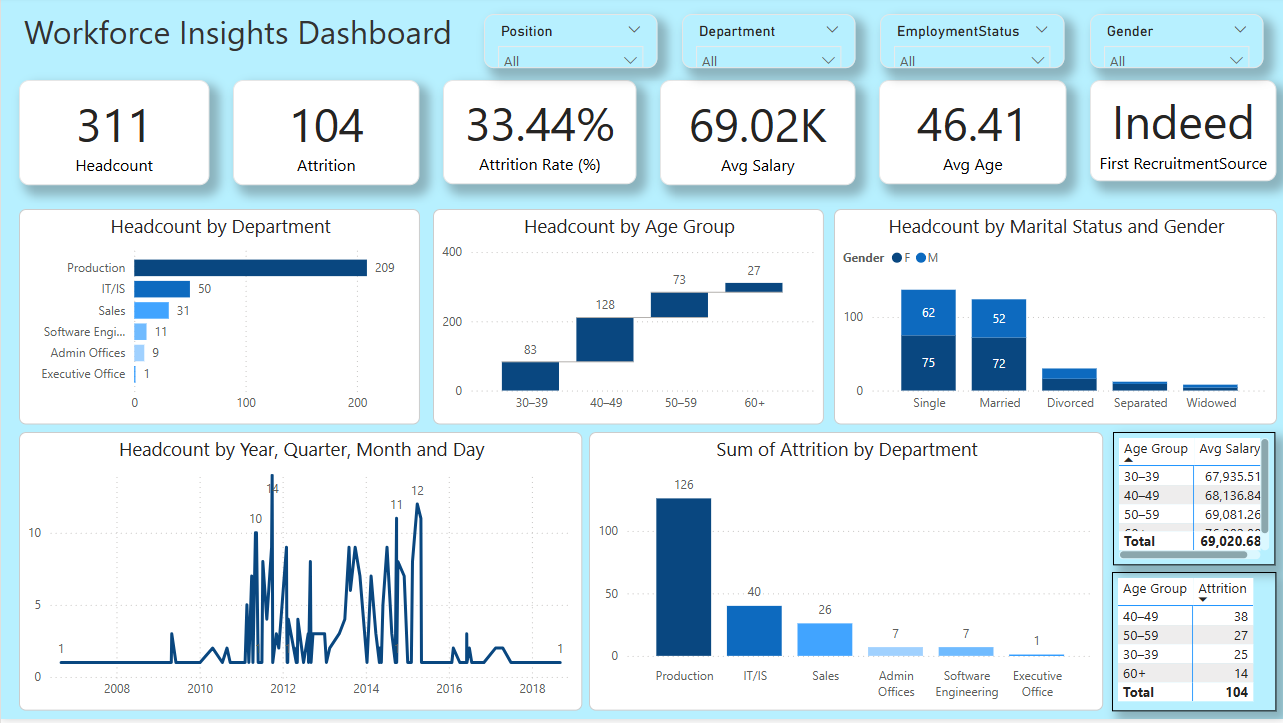 Workforce Insights Dashboard
Position
All
Department
All
EmploymentStatus
All
Gender
All
311
Headcount
104
Attrition
33.44%
Attrition Rate (%)
69.02K
Avg Salary
46.41
Avg Age
Indeed
First RecruitmentSource
Headcount by Department
Production 209
IT/IS 50
Sales 31
Software Engi... 11
Admin Offices 9
Executive Office 1
0 100 200
Headcount by Age Group
400
200
0
83
128
73
27
30–39 40–49 50–59 60+
Headcount by Marital Status and Gender
Gender F M
100
0
62
75
52
72
Single Married Divorced Separated Widowed
Headcount by Year, Quarter, Month and Day
10
5
0
1
10
14
11
12
1
2008 2010 2012 2014 2016 2018
Sum of Attrition by Department
100
50
0
126
40
26
7
7
1
Production IT/IS Sales Admin Offices Software Engineering Executive Office
Age Group Avg Salary
30–39 67,935.51
40–49 68,136.84
50–59 69,081.26
Total 69,020.68
Age Group Attrition
40–49 38
50–59 27
30–39 25
60+ 14
Total 104